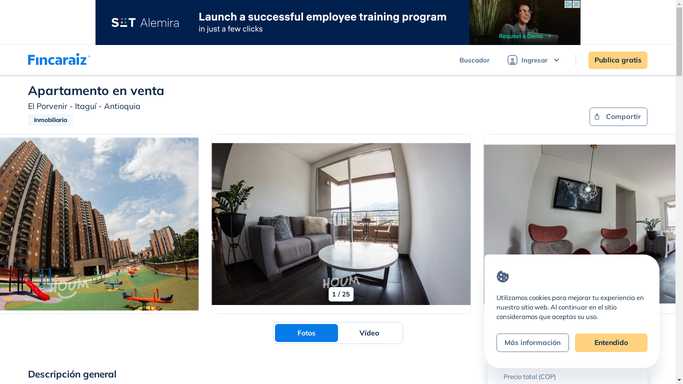 SOFT Alemira
Launch a successful employee training program
in just a few clicks
Request a Demo >
Fincaraiz
Buscador
Ingresar
Publica gratis
Apartamento en venta
El Porvenir - Itagui - Antioquia
Inmobiliaria
Compartir
HOUM
HOUM
1 / 25
Fotos
Vídeo
Utilizamos cookies para mejorar tu experiencia en
nuestro sitio web. Al continuar en el sitio
consideramos que aceptas su uso.
Más información
Entendido
Descripción general
Precio total (COP)